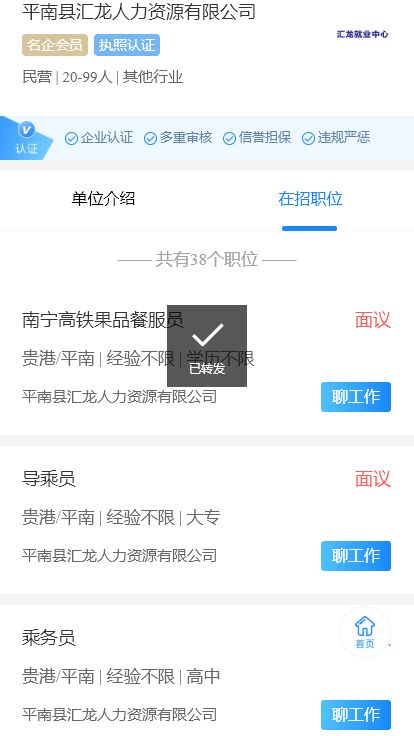 平南县汇龙人力资源有限公司
名企会员 执照认证
汇龙就业中心
民营 | 20-99人 | 其他行业
认证 企业认证 多重审核 信誉担保 违规严惩
单位介绍 在招职位
共有38个职位
南宁高铁果品餐服员 面议
贵港/平南 | 经验不限 | 学历不限
已转发
平南县汇龙人力资源有限公司 聊工作
导乘员 面议
贵港/平南 | 经验不限 | 大专
平南县汇龙人力资源有限公司 聊工作
乘务员
首页
贵港/平南 | 经验不限 | 高中
平南县汇龙人力资源有限公司 聊工作